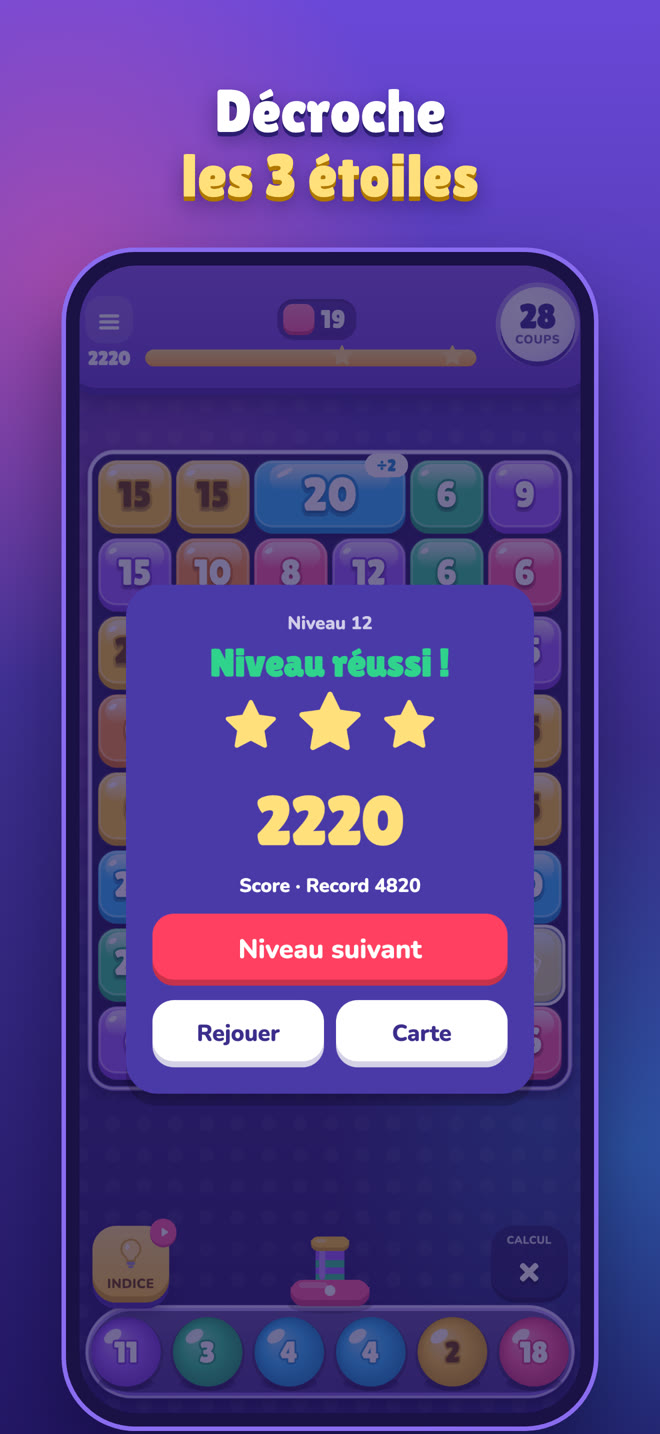 Décroche
les 3 étoiles
19
28
COUPS
2220
÷2
15 15 20 6 9
15 10 8 12 6 6
Niveau 12
Niveau réussi !
2220
Score · Record 4820
Niveau suivant
Rejouer Carte
CALCUL
INDICE
11 3 4 4 2 18